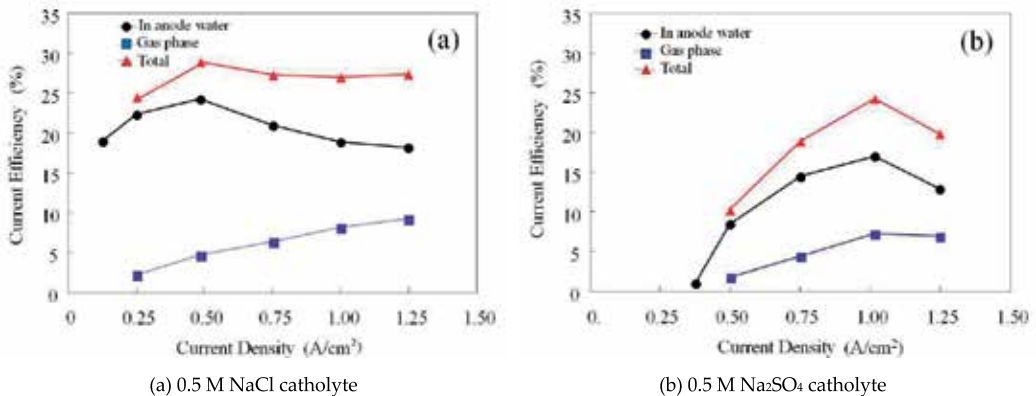 35
30
25
20
15
10
5
0
Current Efficiency (%)
In anode water
Gas phase
Total
(a)
0 0.25 0.50 0.75 1.00 1.25 1.50
Current Density (A/cm²)
(a) 0.5 M NaCl catholyte
35
30
25
20
15
10
5
0
Current Efficiency (%)
In anode water
Gas phase
Total
(b)
0. 0.25 0.50 0.75 1.00 1.25 1.50
Current Density (A/cm²)
(b) 0.5 M Na₂SO₄ catholyte